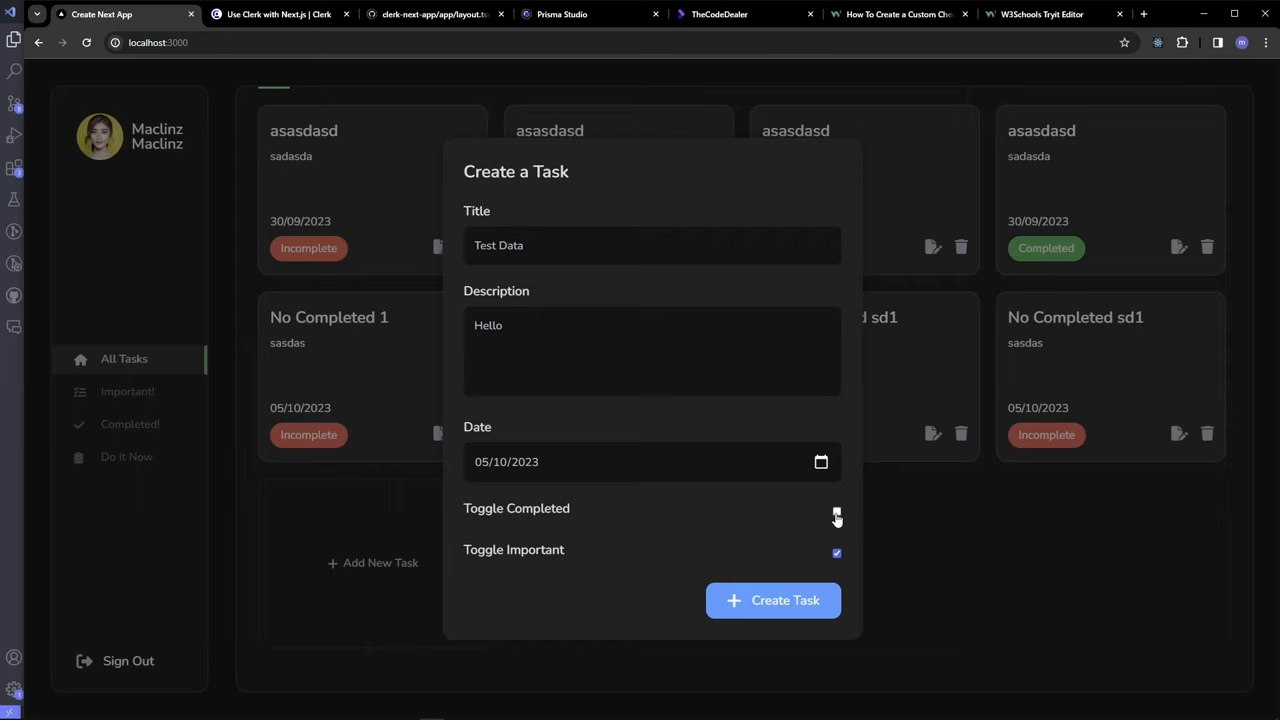 Create Next App
Use Clerk with Next.js | Clerk
clerk-next-app/app/layout.ts
Prisma Studio
TheCodeDealer
How To Create a Custom Che
W3Schools Tryit Editor
localhost:3000
m
Maclinz
Maclinz
All Tasks
Important!
Completed!
Do It Now
Sign Out
asasdasd
sadasda
30/09/2023
Incomplete
asasdasd
asasdasd
asasdasd
sadasda
30/09/2023
Completed
No Completed 1
sasdas
05/10/2023
Incomplete
sd1
No Completed sd1
sasdas
05/10/2023
Incomplete
+ Add New Task
Create a Task
Title
Test Data
Description
Hello
Date
05/10/2023
Toggle Completed
Toggle Important
+ Create Task